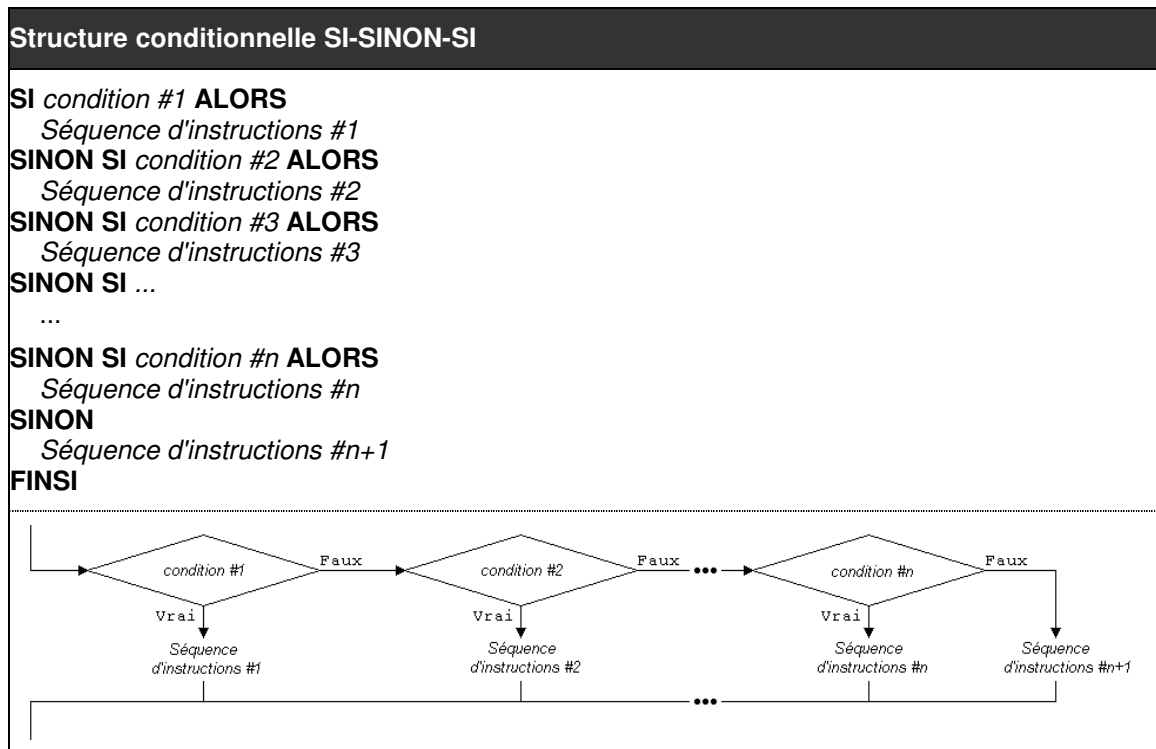 Structure conditionnelle SI-SINON-SI
SI condition #1 ALORS
Séquence d'instructions #1
SINON SI condition #2 ALORS
Séquence d'instructions #2
SINON SI condition #3 ALORS
Séquence d'instructions #3
SINON SI ...
...
SINON SI condition #n ALORS
Séquence d'instructions #n
SINON
Séquence d'instructions #n+1
FINSI
condition #1
Faux
condition #2
Faux
•••
condition #n
Faux
Vrai
Vrai
Vrai
Séquence
d'instructions #1
Séquence
d'instructions #2
Séquence
d'instructions #n
Séquence
d'instructions #n+1
•••